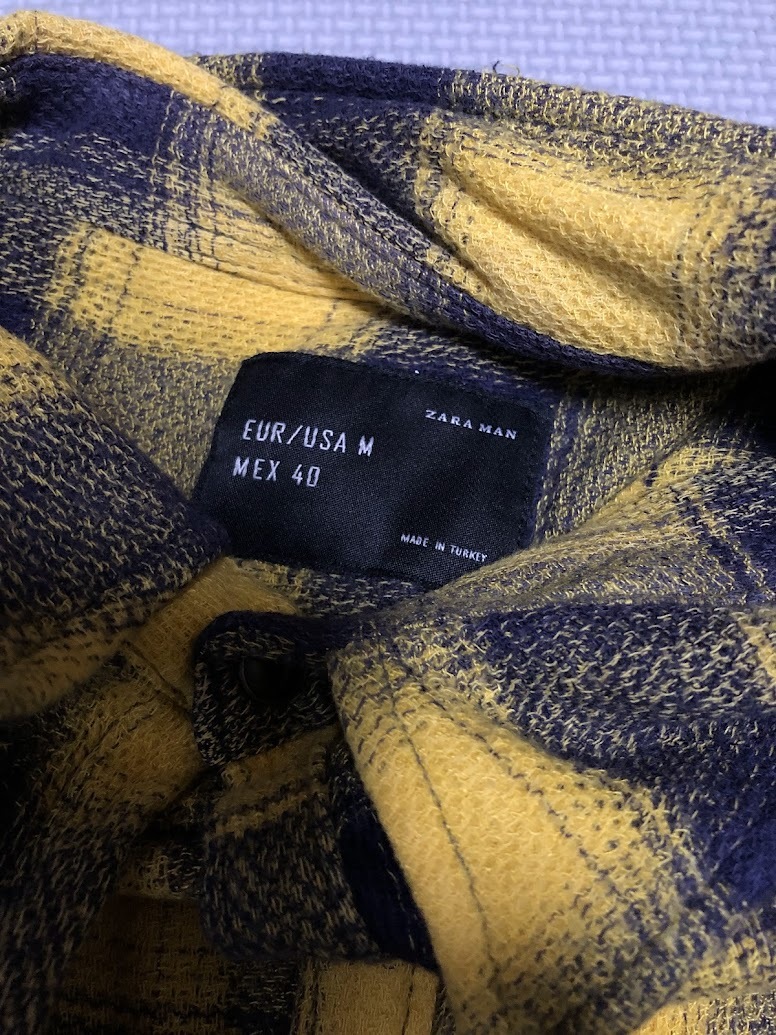 ZARA MAN
EUR/USA M
MEX 40
MADE IN TURKEY